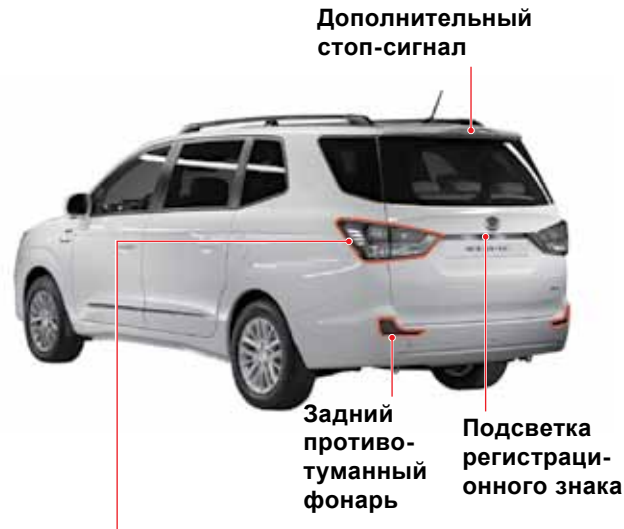 Дополнительный
стоп-сигнал
Задний
противо-
туманный
фонарь
Подсветка
регистраци-
онного знака